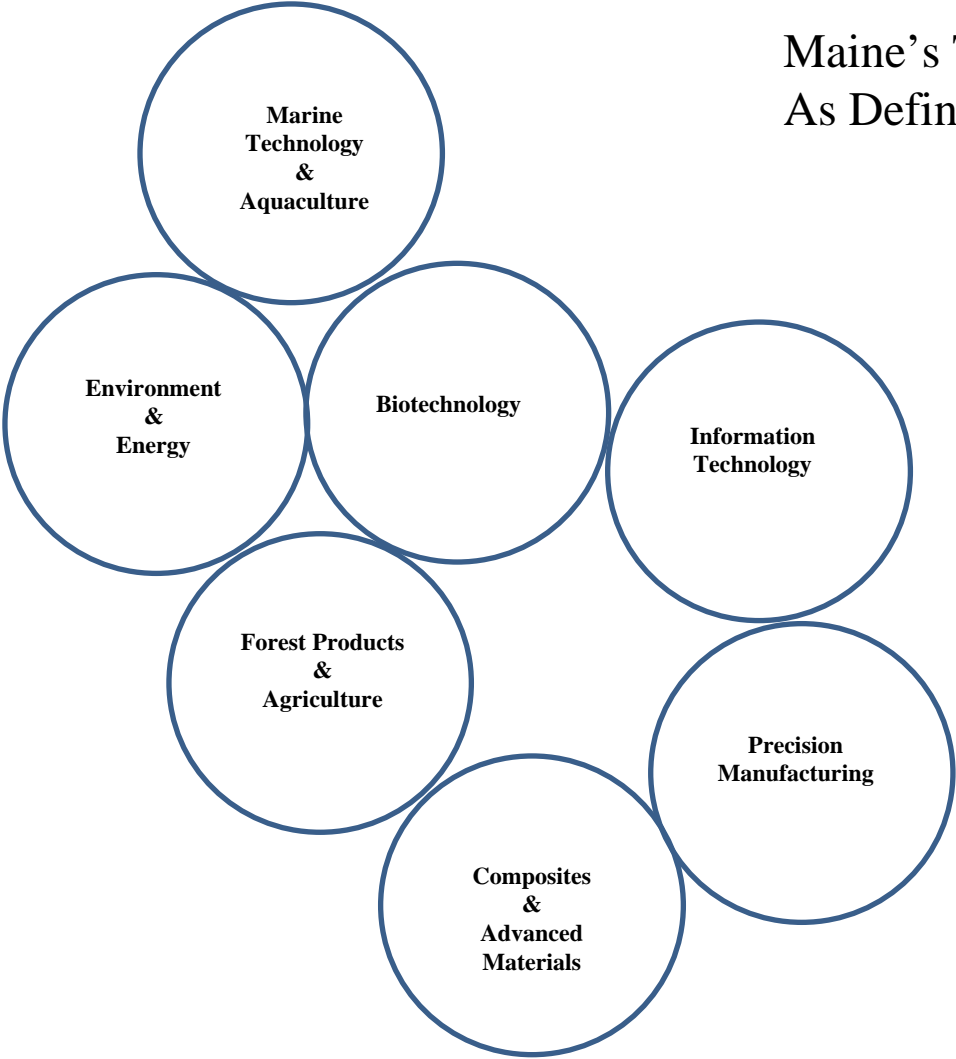 Maine’s
As Defin
Marine
Technology
&
Aquaculture
Environment
&
Energy
Biotechnology
Information
Technology
Forest Products
&
Agriculture
Precision
Manufacturing
Composites
&
Advanced
Materials